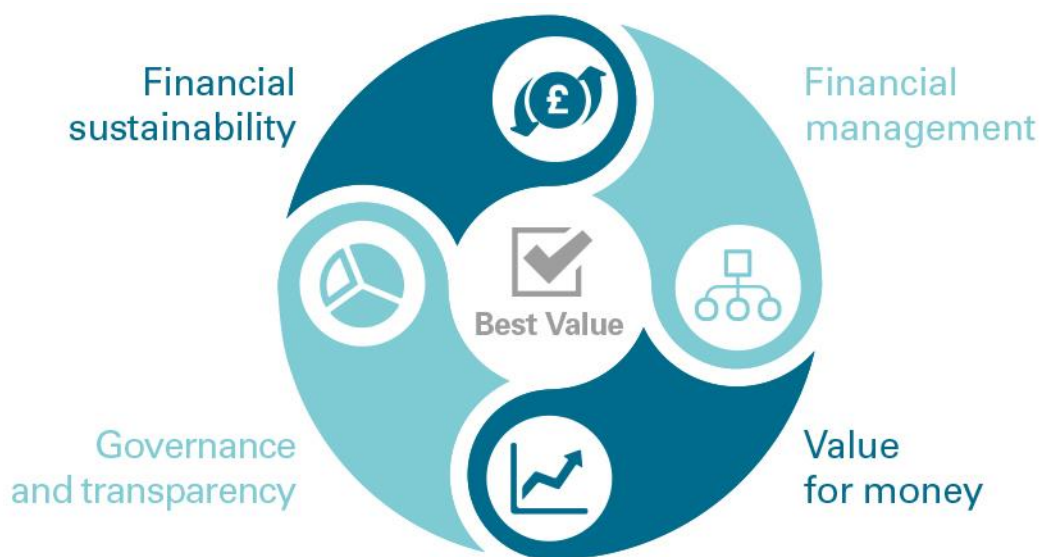 Financial
sustainability
£
Financial
management
Best Value
Governance
and transparency
Value
for money